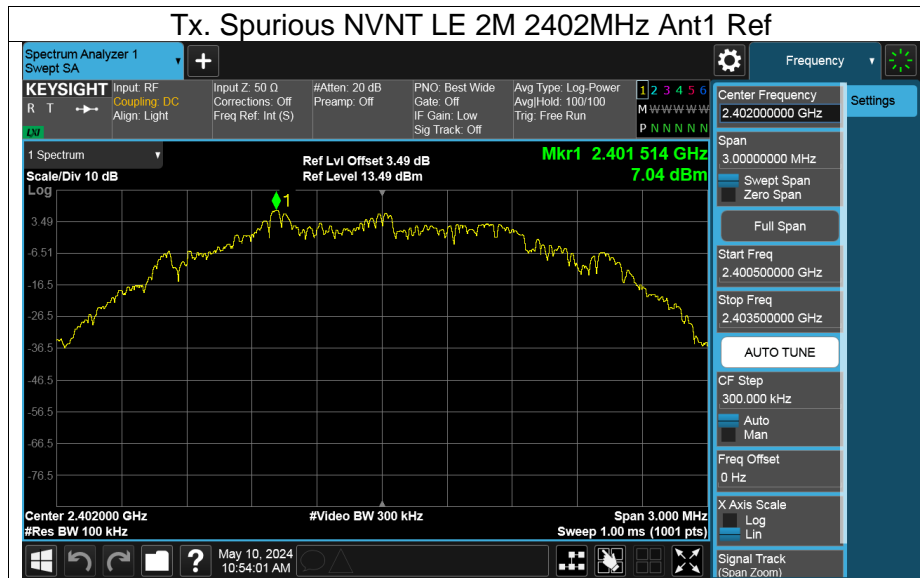 Tx. Spurious NVNT LE 2M 2402MHz Ant1 Ref
Spectrum Analyzer 1
Swept SA
Frequency
KEYSIGHT
R T
LXI
Input: RF
Coupling: DC
Align: Light
Input Z: 50 Ω
Corrections: Off
Freq Ref: Int (S)
#Atten: 20 dB
Preamp: Off
PNO: Best Wide
Gate: Off
IF Gain: Low
Sig Track: Off
Avg Type: Log-Power
Avg|Hold: 100/100
Trig: Free Run
1 2 3 4 5 6
M W W W W W
P N N N N N
1 Spectrum
Scale/Div 10 dB
Log
Ref Lvl Offset 3.49 dB
Ref Level 13.49 dBm
Mkr1 2.401 514 GHz
7.04 dBm
1
3.49
-6.51
-16.5
-26.5
-36.5
-46.5
-56.5
-66.5
-76.5
Center 2.402000 GHz
#Res BW 100 kHz
#Video BW 300 kHz
Span 3.000 MHz
Sweep 1.00 ms (1001 pts)
Center Frequency
2.402000000 GHz
Settings
Span
3.00000000 MHz
Swept Span
Zero Span
Full Span
Start Freq
2.400500000 GHz
Stop Freq
2.403500000 GHz
AUTO TUNE
CF Step
300.000 kHz
Auto
Man
Freq Offset
0 Hz
X Axis Scale
Log
Lin
Signal Track
(Span Zoom)
May 10, 2024
10:54:01 AM